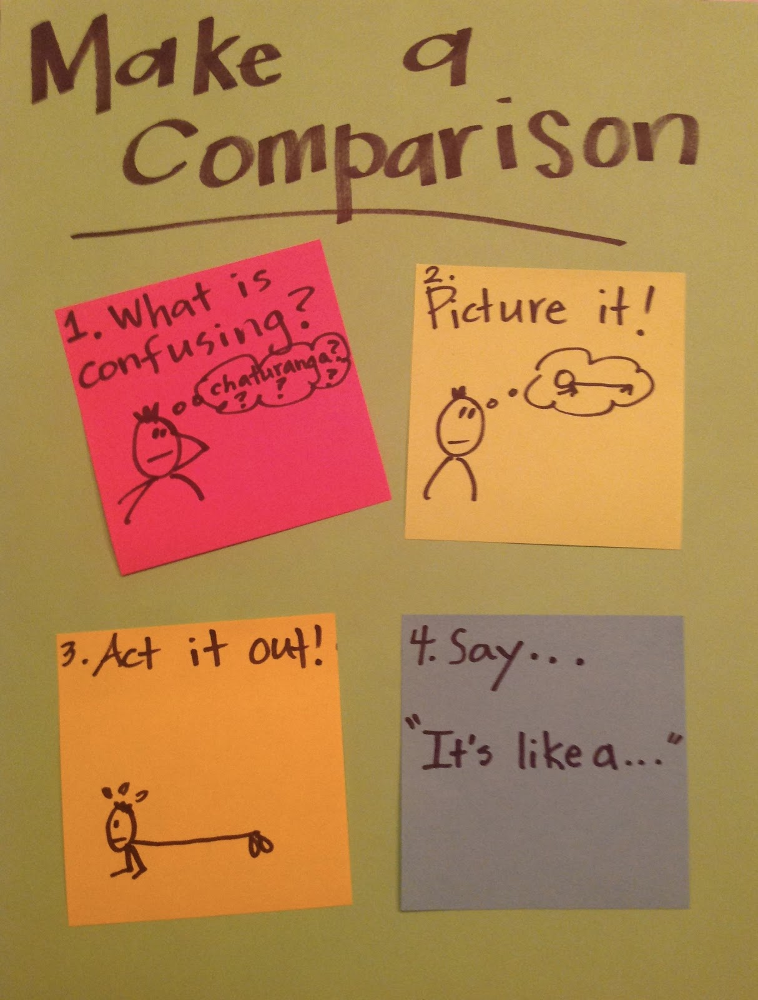 Make a
Comparison
1. What is
confusing?
chaturanga?
? ? ?
2.
Picture it!
3. Act it out!
4. Say...
"It's like a..."